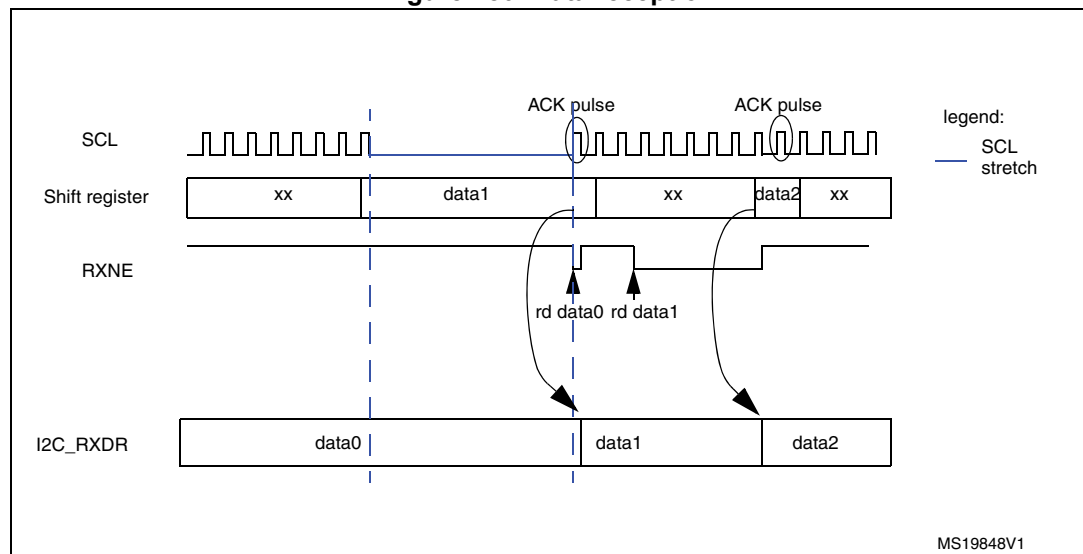 ACK pulse
ACK pulse
legend:
SCL
SCL
stretch
Shift register
xx
data1
xx
data2
xx
RXNE
rd data0
rd data1
I2C_RXDR
data0
data1
data2
MS19848V1